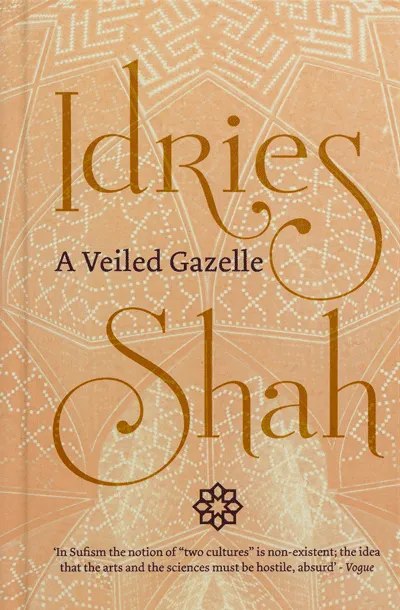 Idries
A Veiled Gazelle
Shah
‘In Sufism the notion of “two cultures” is non-existent; the idea
that the arts and the sciences must be hostile, absurd’ - Vogue